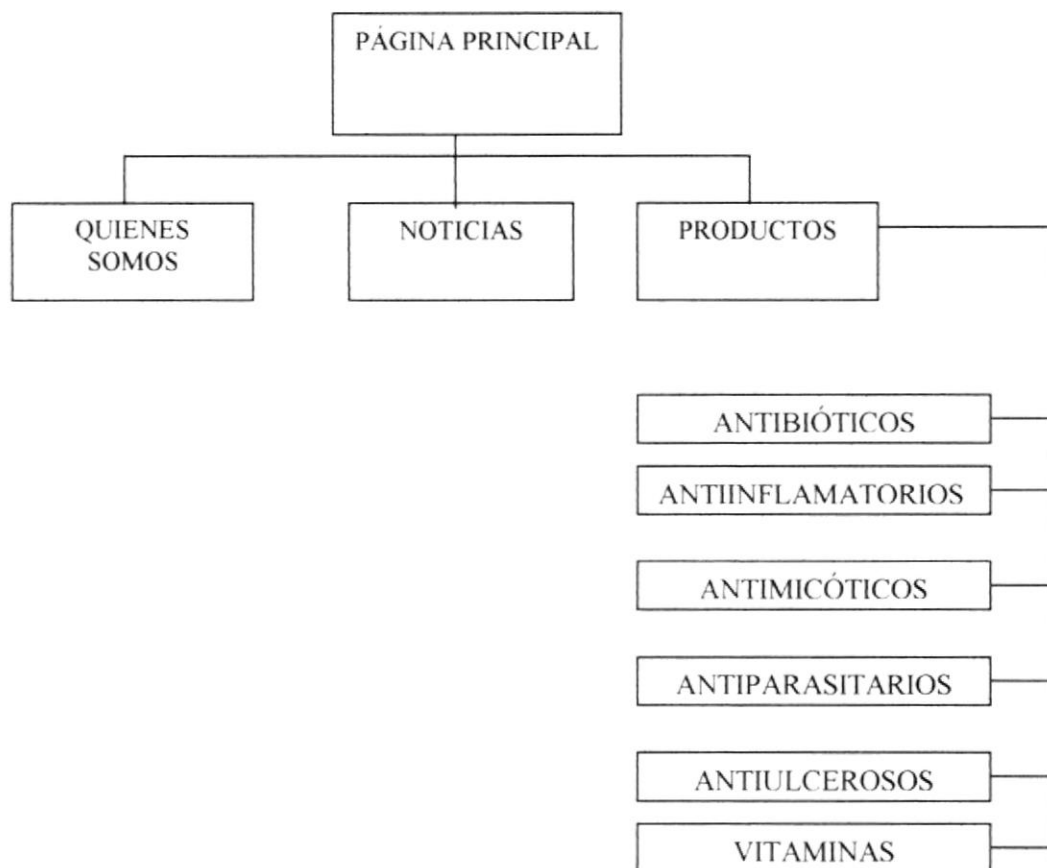 PÁGINA PRINCIPAL
QUIENES
SOMOS
NOTICIAS
PRODUCTOS
ANTIBIÓTICOS
ANTIINFLAMATORIOS
ANTIMICÓTICOS
ANTIPARASITARIOS
ANTIULCEROSOS
VITAMINAS